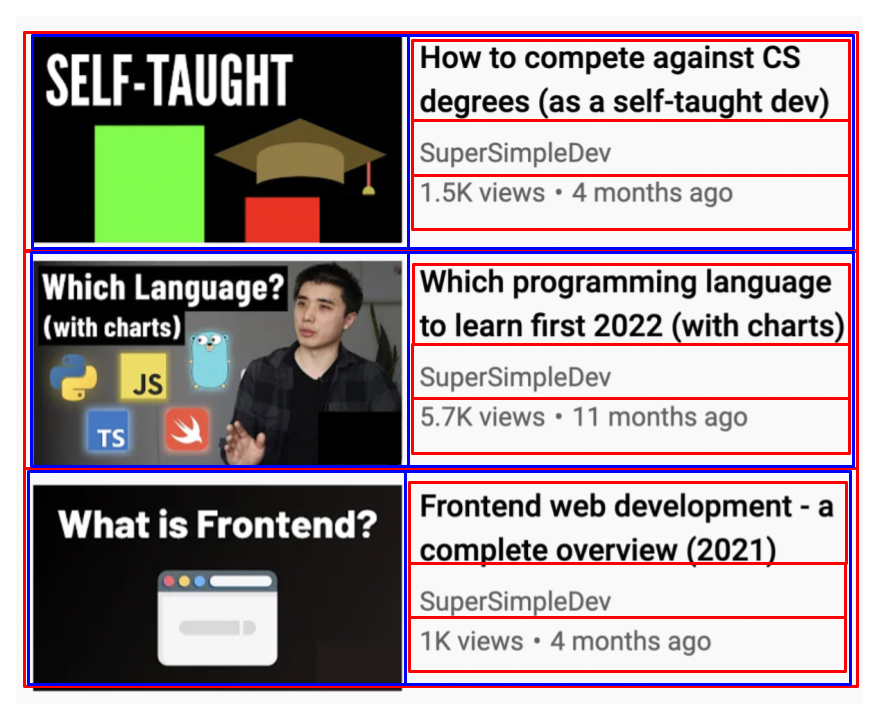 SELF-TAUGHT
How to compete against CS
degrees (as a self-taught dev)
SuperSimpleDev
1.5K views • 4 months ago
Which Language?
(with charts)
JS
TS
Which programming language
to learn first 2022 (with charts)
SuperSimpleDev
5.7K views • 11 months ago
What is Frontend?
Frontend web development - a
complete overview (2021)
SuperSimpleDev
1K views • 4 months ago